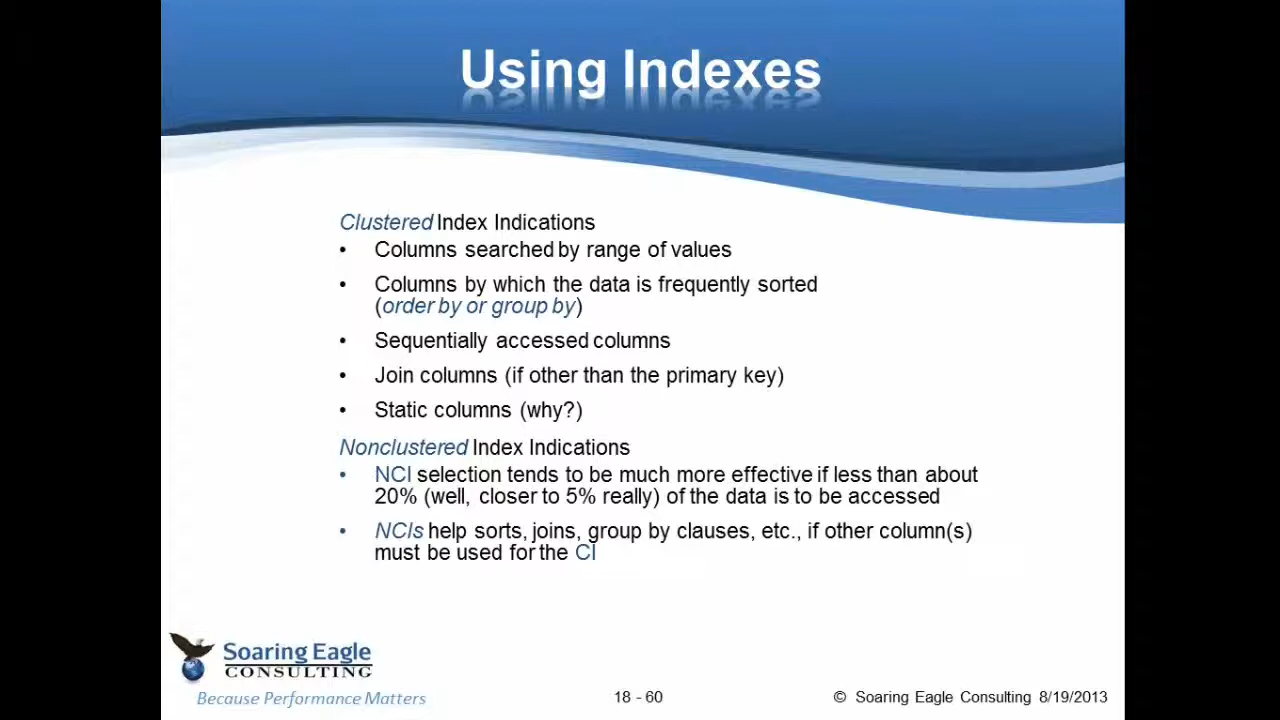 Using Indexes
Clustered Index Indications
• Columns searched by range of values
• Columns by which the data is frequently sorted
(order by or group by)
• Sequentially accessed columns
• Join columns (if other than the primary key)
• Static columns (why?)
Nonclustered Index Indications
• NCI selection tends to be much more effective if less than about
20% (well, closer to 5% really) of the data is to be accessed
• NCIs help sorts, joins, group by clauses, etc., if other column(s)
must be used for the CI
Soaring Eagle
CONSULTING
Because Performance Matters
18 - 60
© Soaring Eagle Consulting 8/19/2013